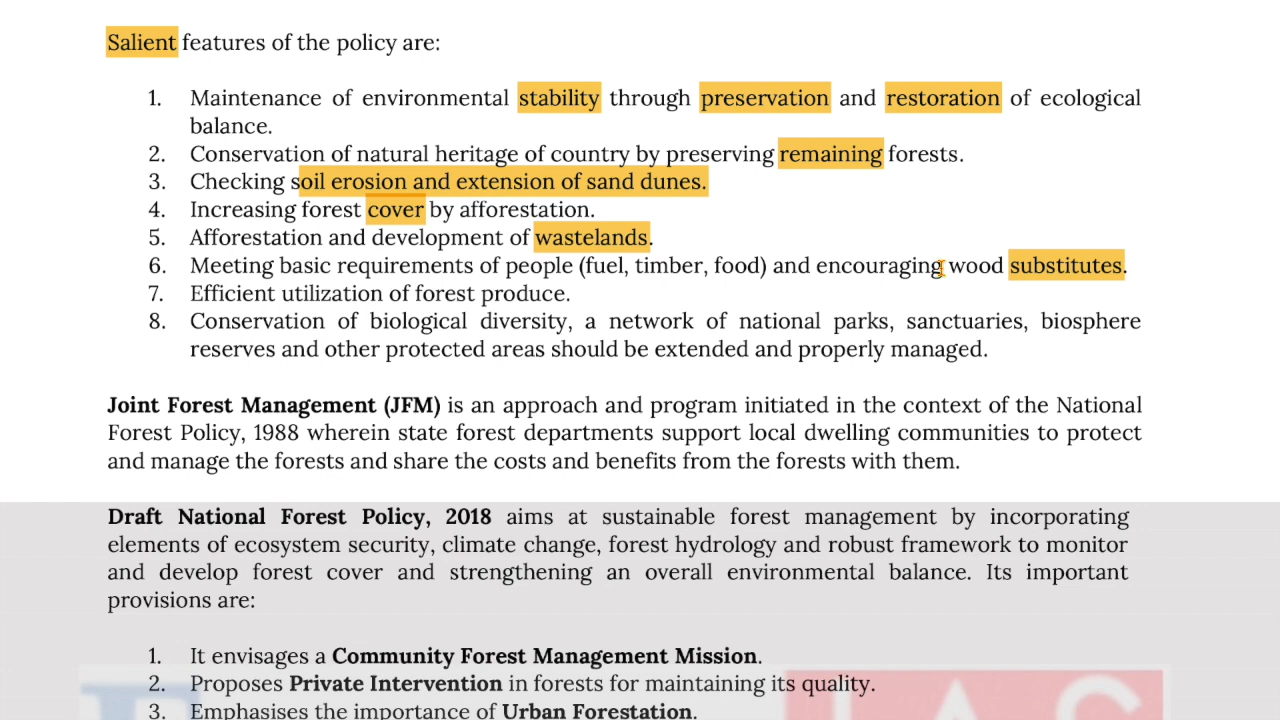 Salient features of the policy are:
1. Maintenance of environmental stability through preservation and restoration of ecological
balance.
2. Conservation of natural heritage of country by preserving remaining forests.
3. Checking soil erosion and extension of sand dunes.
4. Increasing forest cover by afforestation.
5. Afforestation and development of wastelands.
6. Meeting basic requirements of people (fuel, timber, food) and encouraging wood substitutes.
7. Efficient utilization of forest produce.
8. Conservation of biological diversity, a network of national parks, sanctuaries, biosphere
reserves and other protected areas should be extended and properly managed.
Joint Forest Management (JFM) is an approach and program initiated in the context of the National
Forest Policy, 1988 wherein state forest departments support local dwelling communities to protect
and manage the forests and share the costs and benefits from the forests with them.
Draft National Forest Policy, 2018 aims at sustainable forest management by incorporating
elements of ecosystem security, climate change, forest hydrology and robust framework to monitor
and develop forest cover and strengthening an overall environmental balance. Its important
provisions are:
1. It envisages a Community Forest Management Mission.
2. Proposes Private Intervention in forests for maintaining its quality.
3. Emphasises the importance of Urban Forestation.